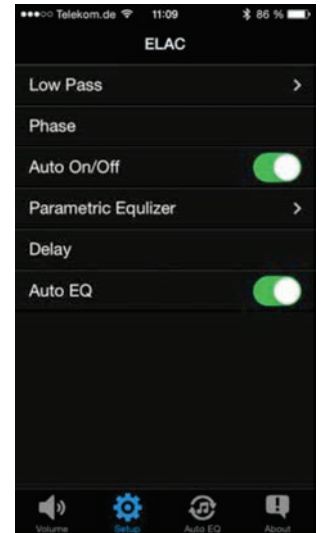 Telekom.de 11:09 86 %
ELAC
Low Pass
Phase
Auto On/Off
Parametric Equlizer
Delay
Auto EQ
Volume Setup Auto EQ About